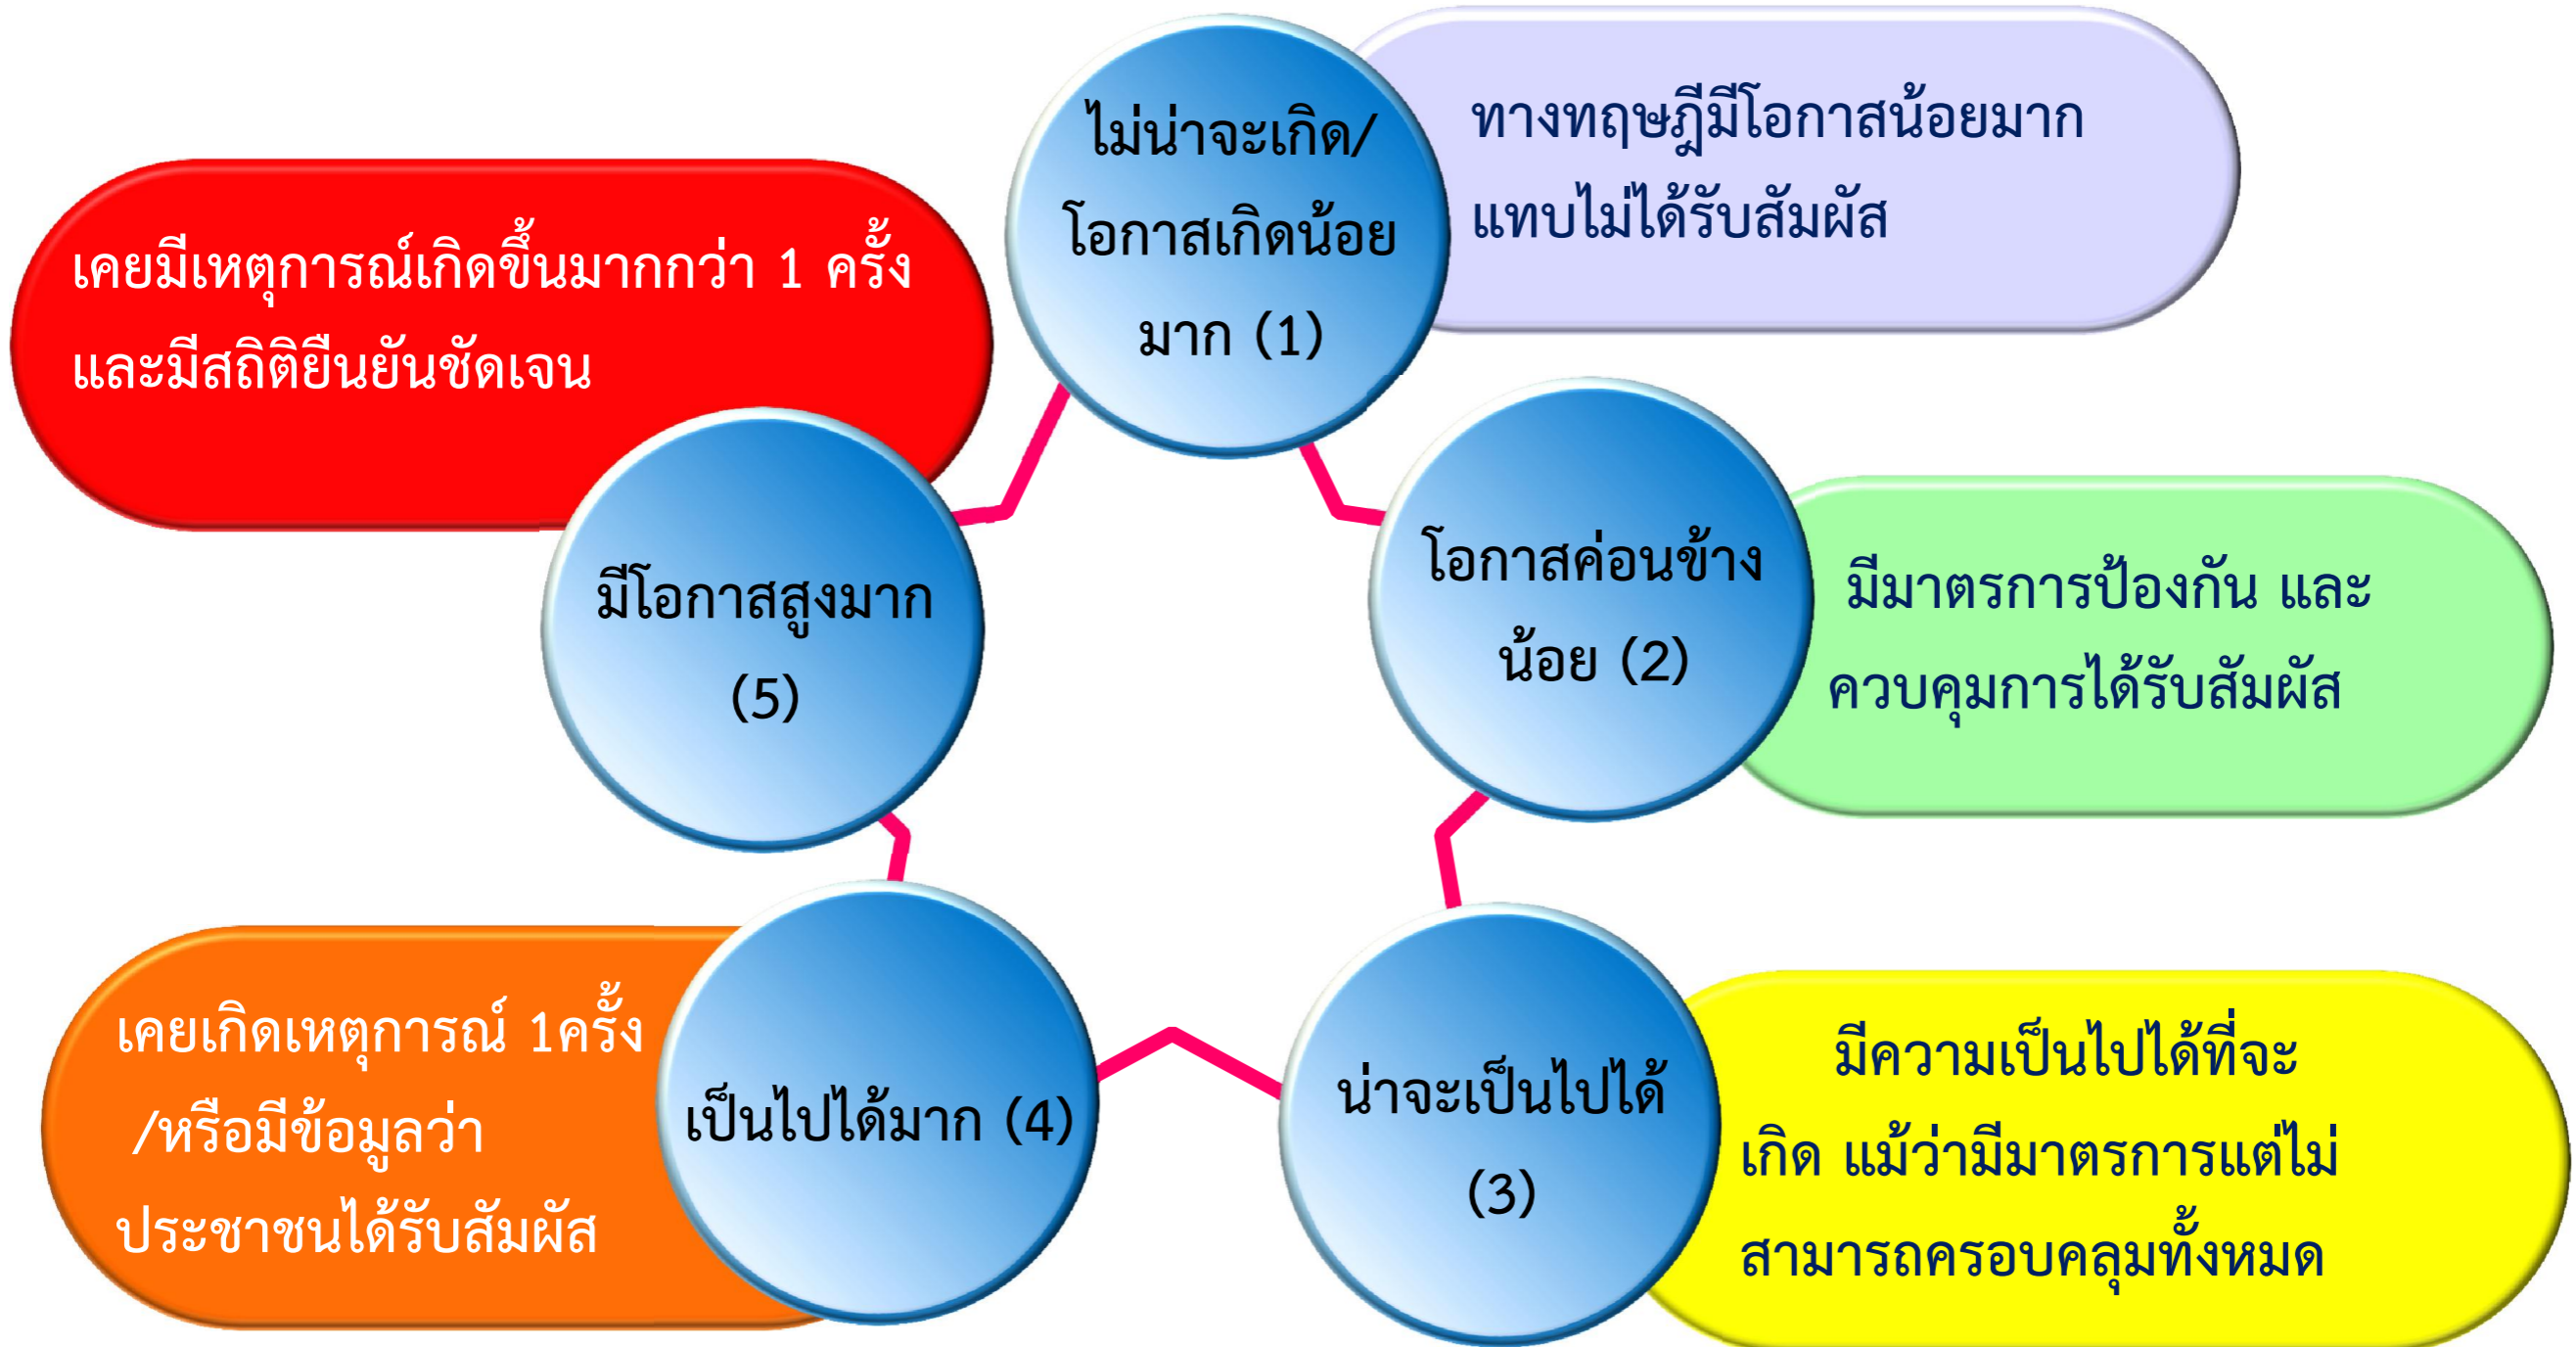 ไม่น่าจะเกิด/
โอกาสเกิดน้อย
มาก (1)
ทางทฤษฎีมีโอกาสน้อยมาก
แทบไม่ได้รับสัมผัส
โอกาสค่อนข้าง
น้อย (2)
มีมาตรการป้องกัน และ
ควบคุมการได้รับสัมผัส
น่าจะเป็นไปได้
(3)
มีความเป็นไปได้ที่จะ
เกิด แม้ว่ามีมาตรการแต่ไม่
สามารถครอบคลุมทั้งหมด
เป็นไปได้มาก (4)
เคยเกิดเหตุการณ์ 1ครั้ง
/หรือมีข้อมูลว่า
ประชาชนได้รับสัมผัส
มีโอกาสสูงมาก
(5)
เคยมีเหตุการณ์เกิดขึ้นมากกว่า 1 ครั้ง
และมีสถิติยืนยันชัดเจน